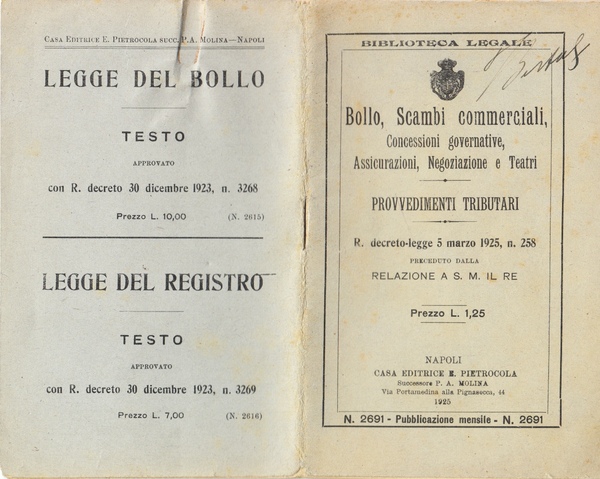 Casa Editrice E. Pietrocola succ. P.A. Molina—Napoli
LEGGE DEL BOLLO
TESTO
APPROVATO
con R. decreto 30 dicembre 1923, n. 3268
Prezzo L. 10,00 (N. 2615)
LEGGE DEL REGISTRO
TESTO
APPROVATO
con R. decreto 30 dicembre 1923, n. 3269
Prezzo L. 7,00 (N. 2616)
BIBLIOTECA LEGALE
Bollo, Scambi commerciali,
Concessioni governative,
Assicurazioni, Negoziazione e Teatri
PROVVEDIMENTI TRIBUTARI
R. decreto-legge 5 marzo 1925, n. 258
PRECEDUTO DALLA
RELAZIONE A S. M. IL RE
Prezzo L. 1,25
NAPOLI
CASA EDITRICE E. PIETROCOLA
Successore P. A. MOLINA
Via Portamedina alla Pignasecca, 44
1925
N. 2691 - Pubblicazione mensile - N. 2691